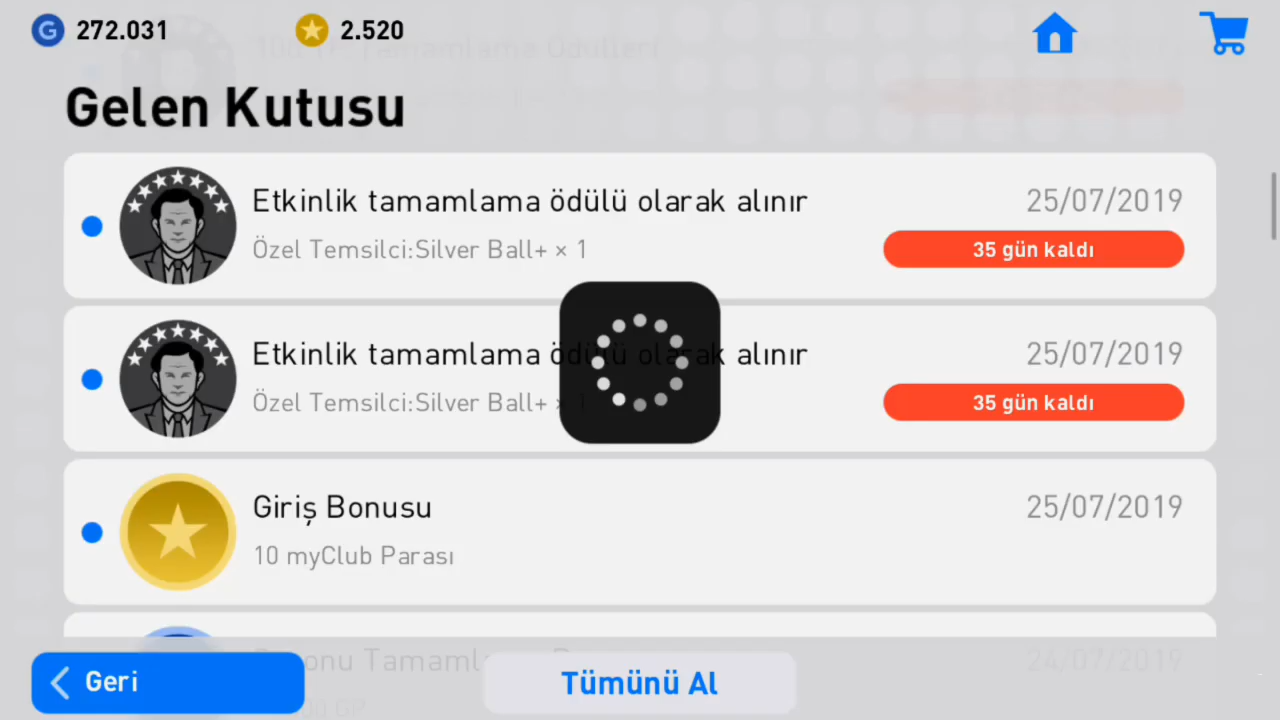 G 272.031
2.520
Gelen Kutusu
Etkinlik tamamlama ödülü olarak alınır
25/07/2019
Özel Temsilci:Silver Ball+ × 1
35 gün kaldı
Etkinlik tamamlama ödülü olarak alınır
25/07/2019
Özel Temsilci:Silver Ball+
35 gün kaldı
Giriş Bonusu
25/07/2019
10 myClub Parası
24/07/2019
Geri
Tümünü Al